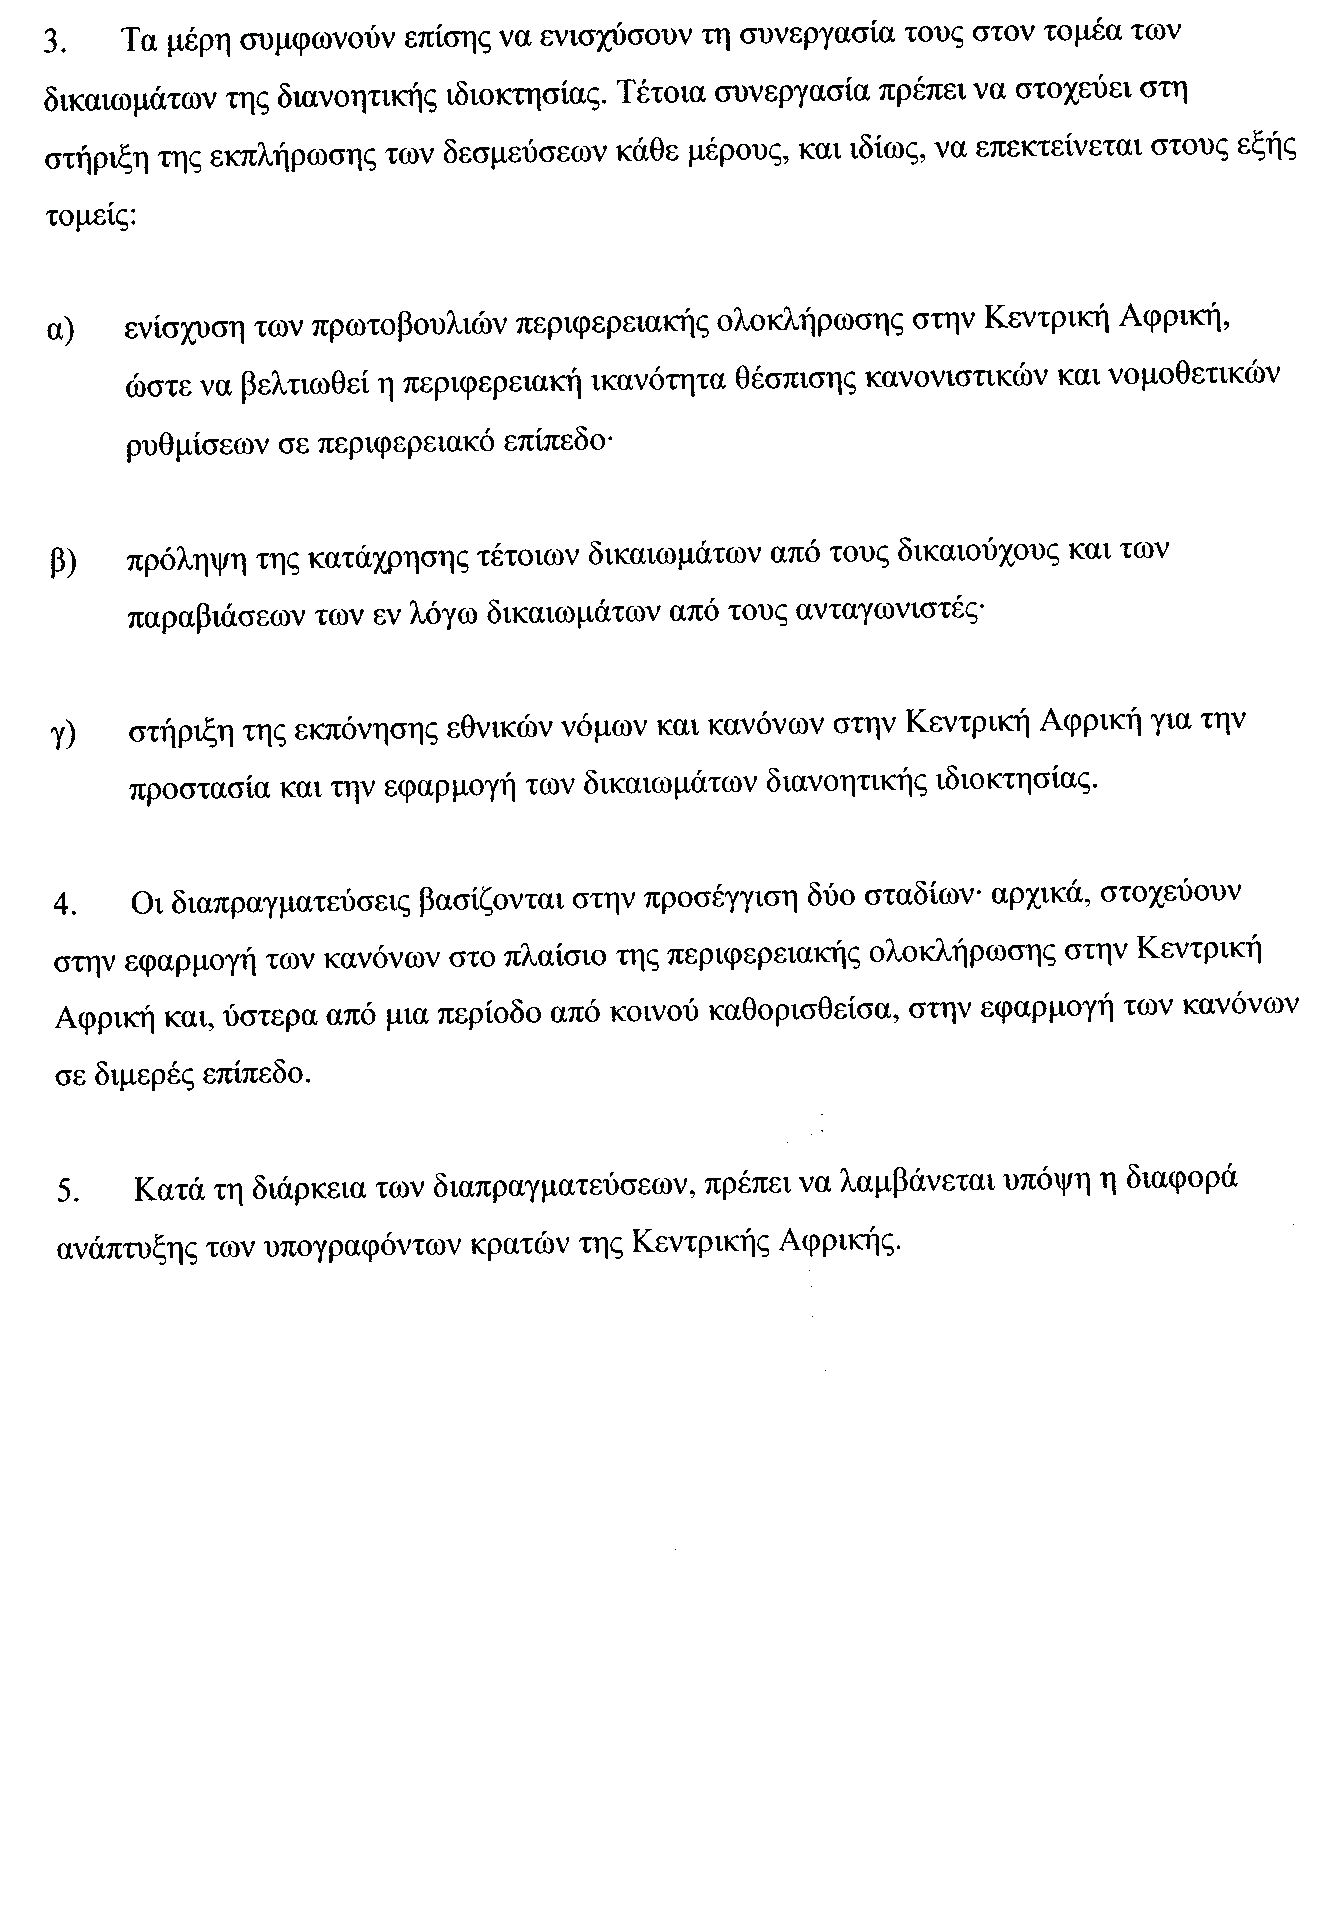 3. Τα μέρη συμφωνούν επίσης να ενισχύσουν τη συνεργασία τους στον τομέα των
δικαιωμάτων της διανοητικής ιδιοκτησίας. Τέτοια συνεργασία πρέπει να στοχεύει στη
στήριξη της εκπλήρωσης των δεσμεύσεων κάθε μέρους, και ιδίως, να επεκτείνεται στους εξής
τομείς:
α) ενίσχυση των πρωτοβουλιών περιφερειακής ολοκλήρωσης στην Κεντρική Αφρική,
ώστε να βελτιωθεί η περιφερειακή ικανότητα θέσπισης κανονιστικών και νομοθετικών
ρυθμίσεων σε περιφερειακό επίπεδο·
β) πρόληψη της κατάχρησης τέτοιων δικαιωμάτων από τους δικαιούχους και των
παραβιάσεων των εν λόγω δικαιωμάτων από τους ανταγωνιστές·
γ) στήριξη της εκπόνησης εθνικών νόμων και κανόνων στην Κεντρική Αφρική για την
προστασία και την εφαρμογή των δικαιωμάτων διανοητικής ιδιοκτησίας.
4. Οι διαπραγματεύσεις βασίζονται στην προσέγγιση δύο σταδίων· αρχικά, στοχεύουν
στην εφαρμογή των κανόνων στο πλαίσιο της περιφερειακής ολοκλήρωσης στην Κεντρική
Αφρική και, ύστερα από μια περίοδο από κοινού καθορισθείσα, στην εφαρμογή των κανόνων
σε διμερές επίπεδο.
5. Κατά τη διάρκεια των διαπραγματεύσεων, πρέπει να λαμβάνεται υπόψη η διαφορά
ανάπτυξης των υπογραφόντων κρατών της Κεντρικής Αφρικής.